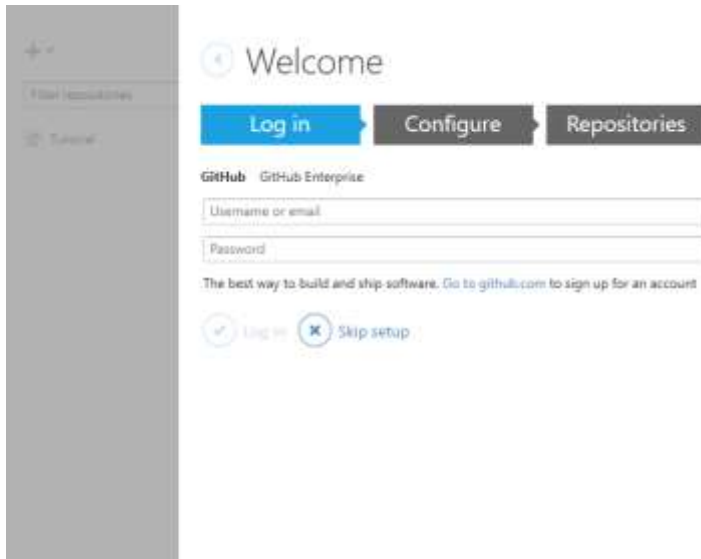 Welcome
Filter repositories
Log in Configure Repositories
Tutorial
GitHub GitHub Enterprise
Username or email
Password
The best way to build and ship software. Go to github.com to sign up for an account
Log in Skip setup